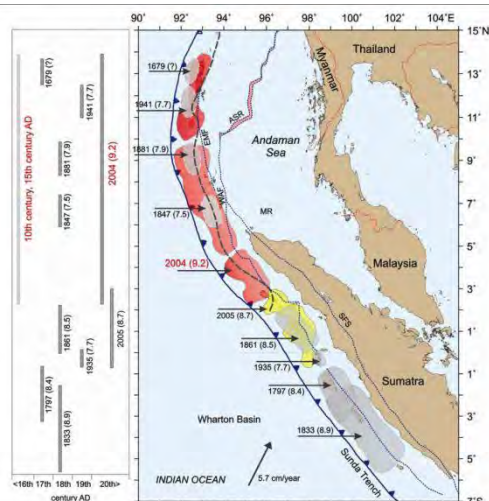 92˚E
94˚
96˚
98˚
100˚
102˚
104˚E
15˚N
13˚
11˚
9˚
7˚
5˚
3˚
1˚
1˚
3˚
5˚
7˚S
Thailand
Myanmar
1679 (?)
1941 (7.7)
ASR
EMF
Andaman
Sea
1881 (7.9)
WAF
1847 (7.5)
MR
Malaysia
2004 (9.2)
2005 (8.7)
SFS
1861 (8.5)
1935 (7.7)
Sumatra
1797 (8.4)
Wharton Basin
1833 (8.9)
Sunda Trench
5.7 cm/year
INDIAN OCEAN
10th century, 15th century AD
1679 (?)
1941 (7.7)
1881 (7.9)
1847 (7.5)
2004 (9.2)
1861 (8.5)
1935 (7.7)
2005 (8.7)
1797 (8.4)
1833 (8.9)
<16th 17th 18th 19th 20th>
century AD